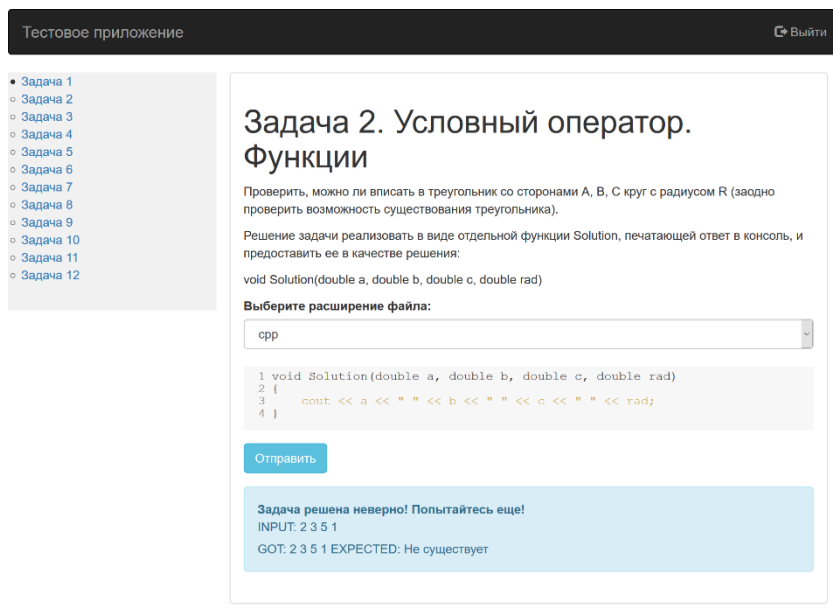 Тестовое приложение
Выйти
Задача 1
Задача 2
Задача 3
Задача 4
Задача 5
Задача 6
Задача 7
Задача 8
Задача 9
Задача 10
Задача 11
Задача 12
Задача 2. Условный оператор.
Функции
Проверить, можно ли вписать в треугольник со сторонами A, B, C круг с радиусом R (заодно
проверить возможность существования треугольника).
Решение задачи реализовать в виде отдельной функции Solution, печатающей ответ в консоль, и
предоставить ее в качестве решения:
void Solution(double a, double b, double c, double rad)
Выберите расширение файла:
cpp
1 void Solution(double a, double b, double c, double rad)
2 {
3     cout << a << " " << b << " " << c << " " << rad;
4 }
Отправить
Задача решена неверно! Попытайтесь еще!
INPUT: 2 3 5 1
GOT: 2 3 5 1 EXPECTED: Не существует